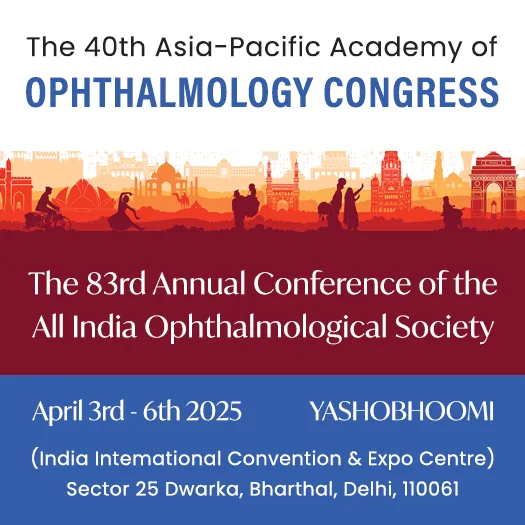 The 40th Asia-Pacific Academy of
OPHTHALMOLOGY CONGRESS
The 83rd Annual Conference of the
All India Ophthalmological Society
April 3rd - 6th 2025 YASHOBHOOMI
(India International Convention & Expo Centre)
Sector 25 Dwarka, Bharthal, Delhi, 110061